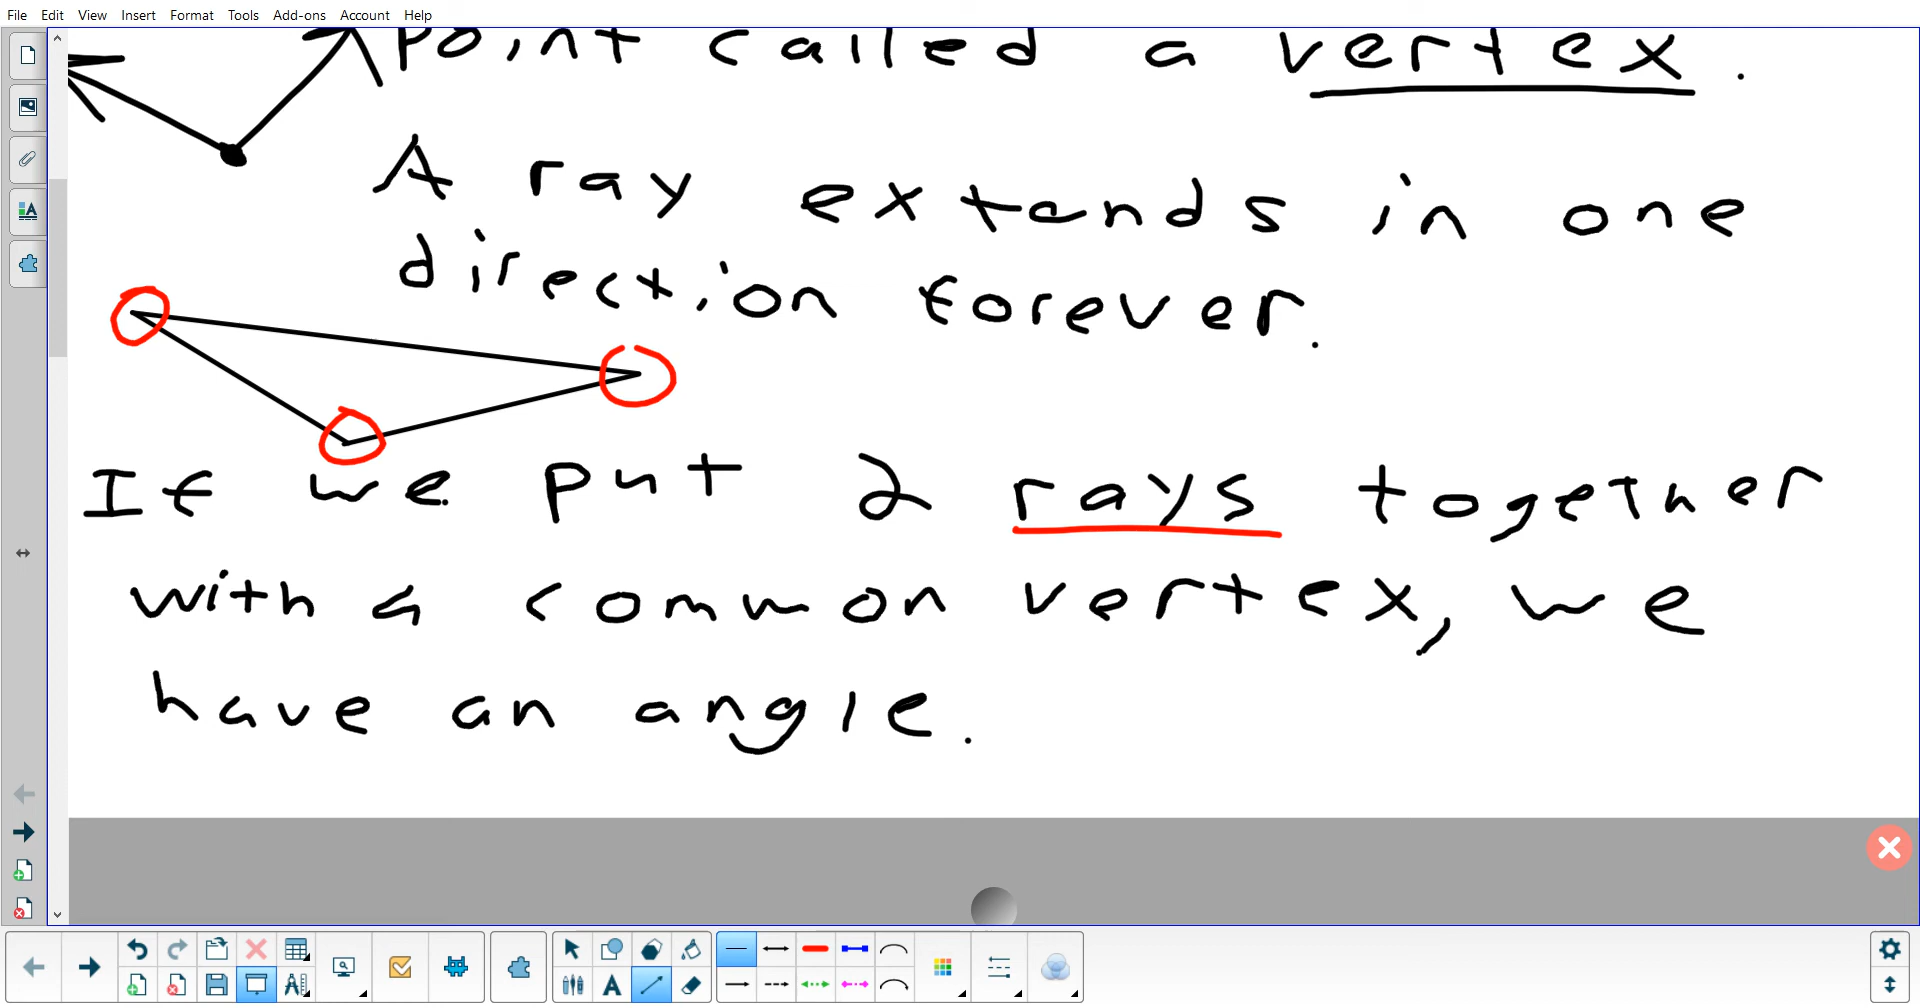 File Edit View Insert Format Tools Add-ons Account Help
point called a vertex.
A ray extends in one
direction forever.
If we put 2 rays together
with a common vertex, we
have an angle.